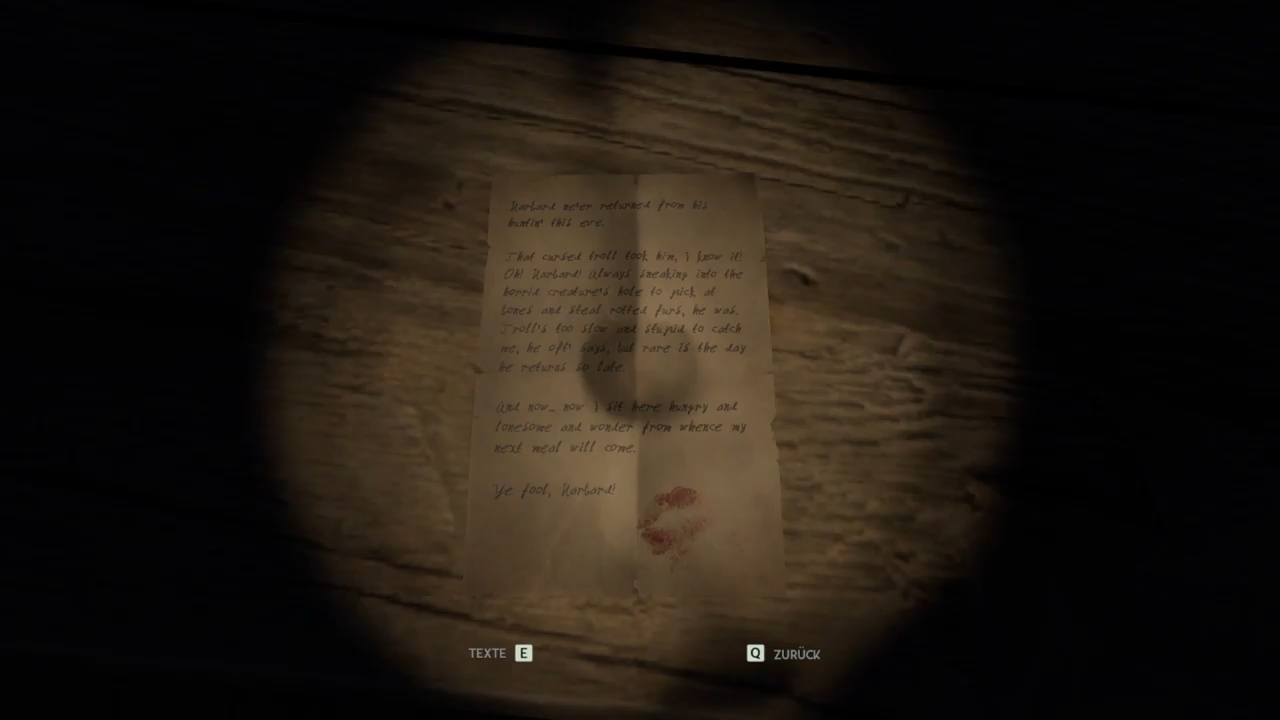 Harbard ne'er returned from his
huntin' this eve.
That cursed troll took him, I know it!
Oh! Harbard! Always sneaking into the
horrid creature's hole to pick at
bones and steal rotted furs, he was.
Troll's too slow and stupid to catch
me, he oft' says, but rare is the day
he returns so late.
And now... now I sit here hungry and
lonesome and wonder from whence my
next meal will come.
Ye fool, Harbard!
TEXTE E Q ZURÜCK